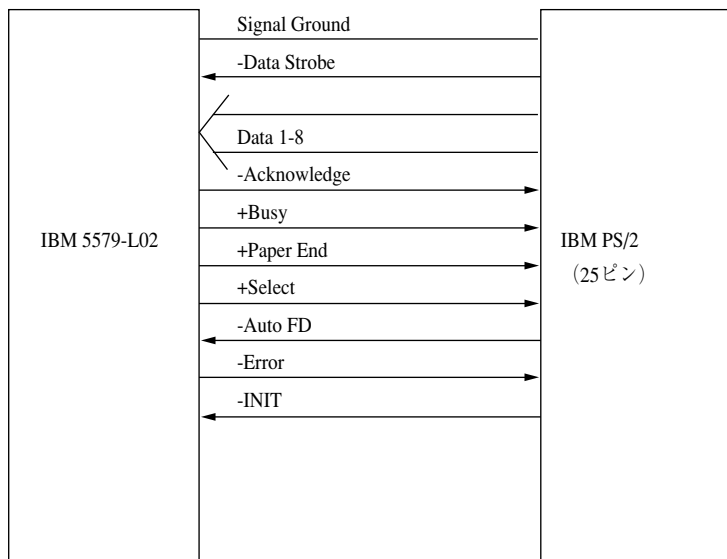 Signal Ground
-Data Strobe
Data 1-8
-Acknowledge
+Busy
IBM 5579-L02
IBM PS/2
+Paper End
(25ピン)
+Select
-Auto FD
-Error
-INIT